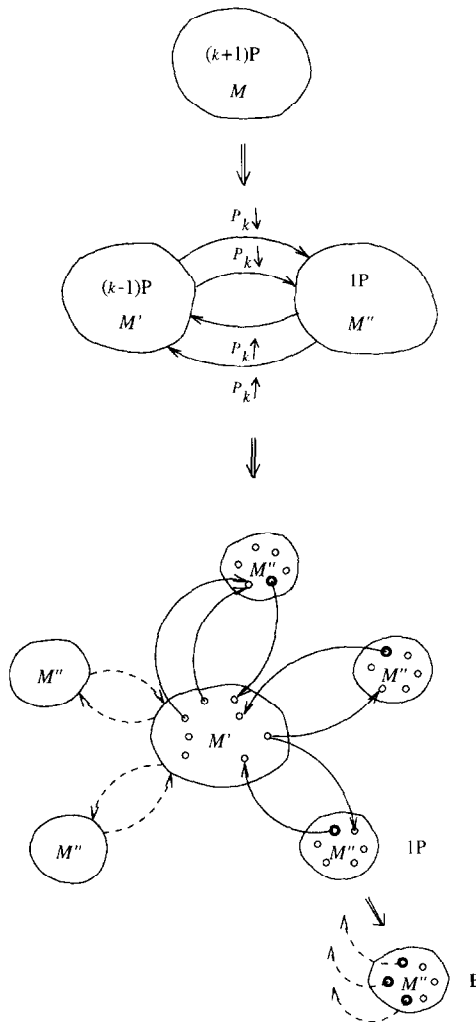 (k+1)P
M
P_k↓
P_k↓
(k-1)P
M'
1P
M"
P_k↑
P_k↑
M"
M"
M"
M'
M"
M"
1P
M"